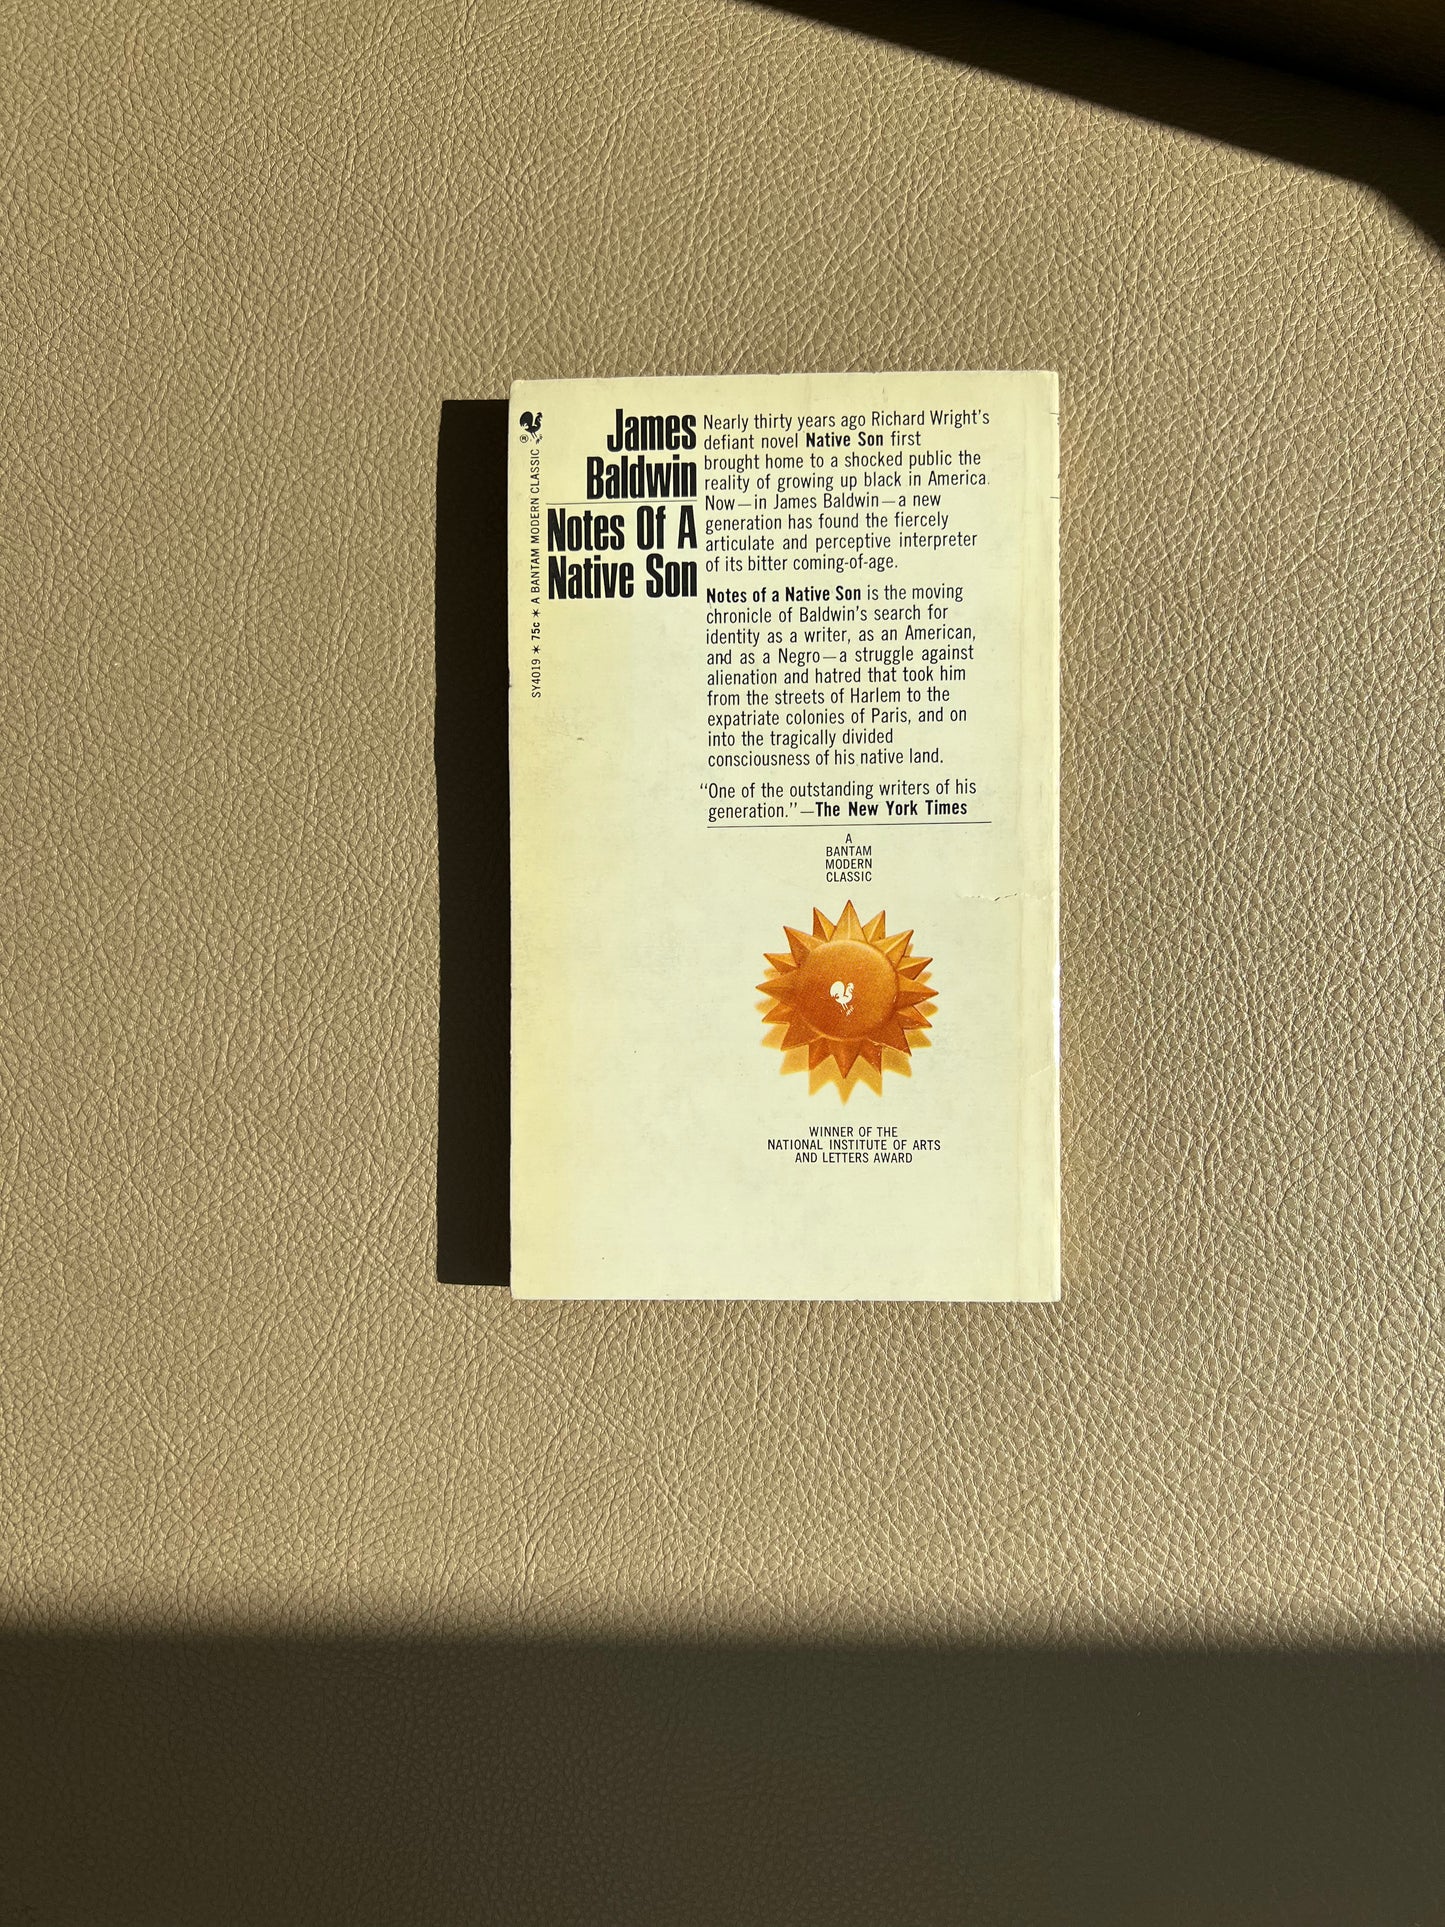 James
Baldwin
Notes Of A
Native Son
® SY4019 * 75c * A BANTAM MODERN CLASSIC
Nearly thirty years ago Richard Wright's
defiant novel Native Son first
brought home to a shocked public the
reality of growing up black in America.
Now—in James Baldwin—a new
generation has found the fiercely
articulate and perceptive interpreter
of its bitter coming-of-age.
Notes of a Native Son is the moving
chronicle of Baldwin's search for
identity as a writer, as an American,
and as a Negro—a struggle against
alienation and hatred that took him
from the streets of Harlem to the
expatriate colonies of Paris, and on
into the tragically divided
consciousness of his native land.
"One of the outstanding writers of his
generation."—The New York Times
A
BANTAM
MODERN
CLASSIC
WINNER OF THE
NATIONAL INSTITUTE OF ARTS
AND LETTERS AWARD